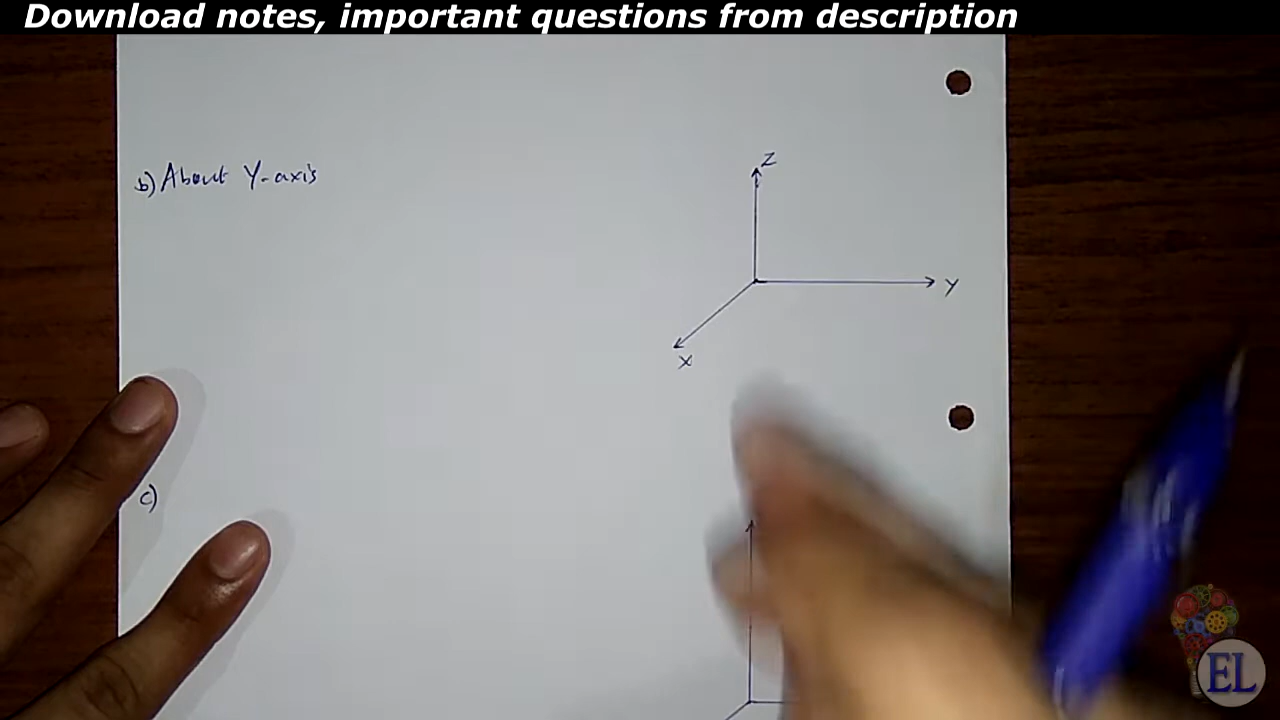 Download notes, important questions from description
b) About Y-axis
Z
Y
X
c)
EL